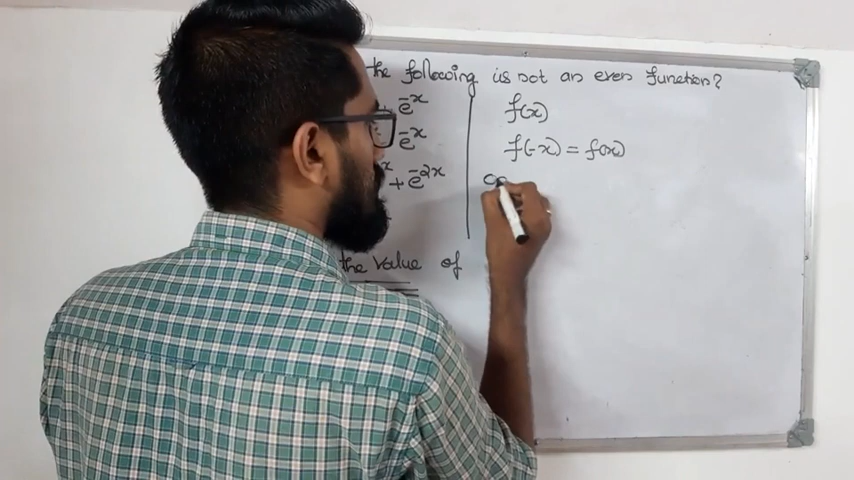 the following is not an even function?
+ e⁻ˣ
e⁻ˣ
ˣ + e⁻²ˣ
the value of
f(x)
f(-x) = f(x)